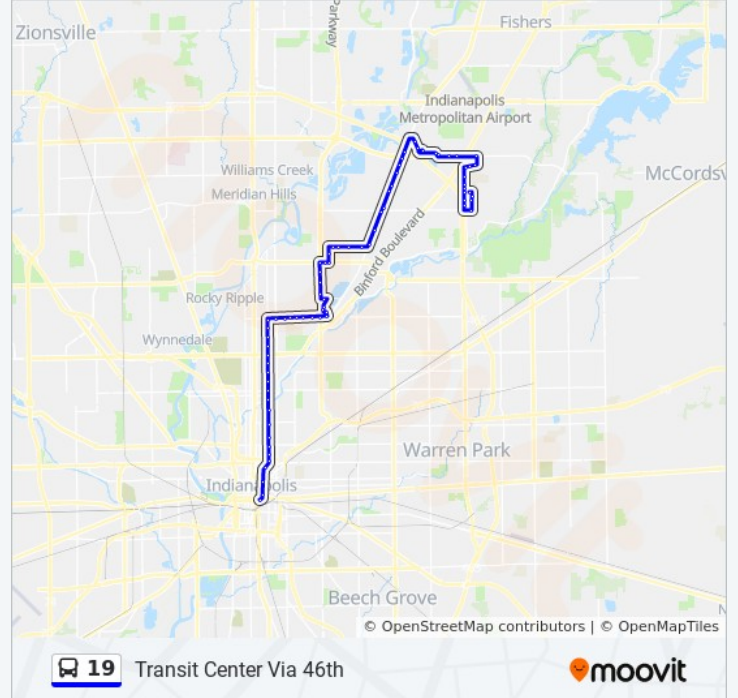 Zionsville
Parkway
Fishers
Indianapolis
Metropolitan Airport
Williams Creek
McCordsv
Meridian Hills
Binford Boulevard
Rocky Ripple
Wynnedale
Warren Park
Indianapolis
Beech Grove
N
© OpenStreetMap contributors | © OpenMapTiles
19 Transit Center Via 46th
moovit